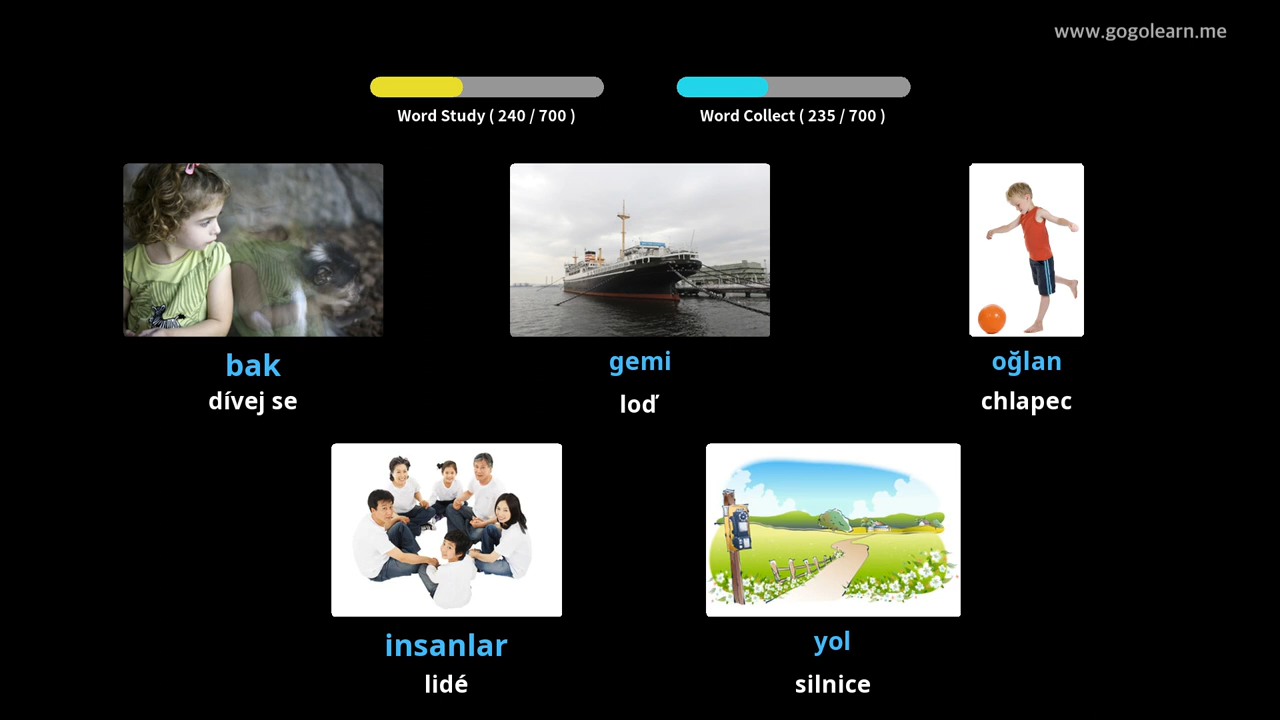 www.gogolearn.me
Word Study ( 240 / 700 )
Word Collect ( 235 / 700 )
bak
dívej se
gemi
loď
oğlan
chlapec
insanlar
lidé
yol
silnice